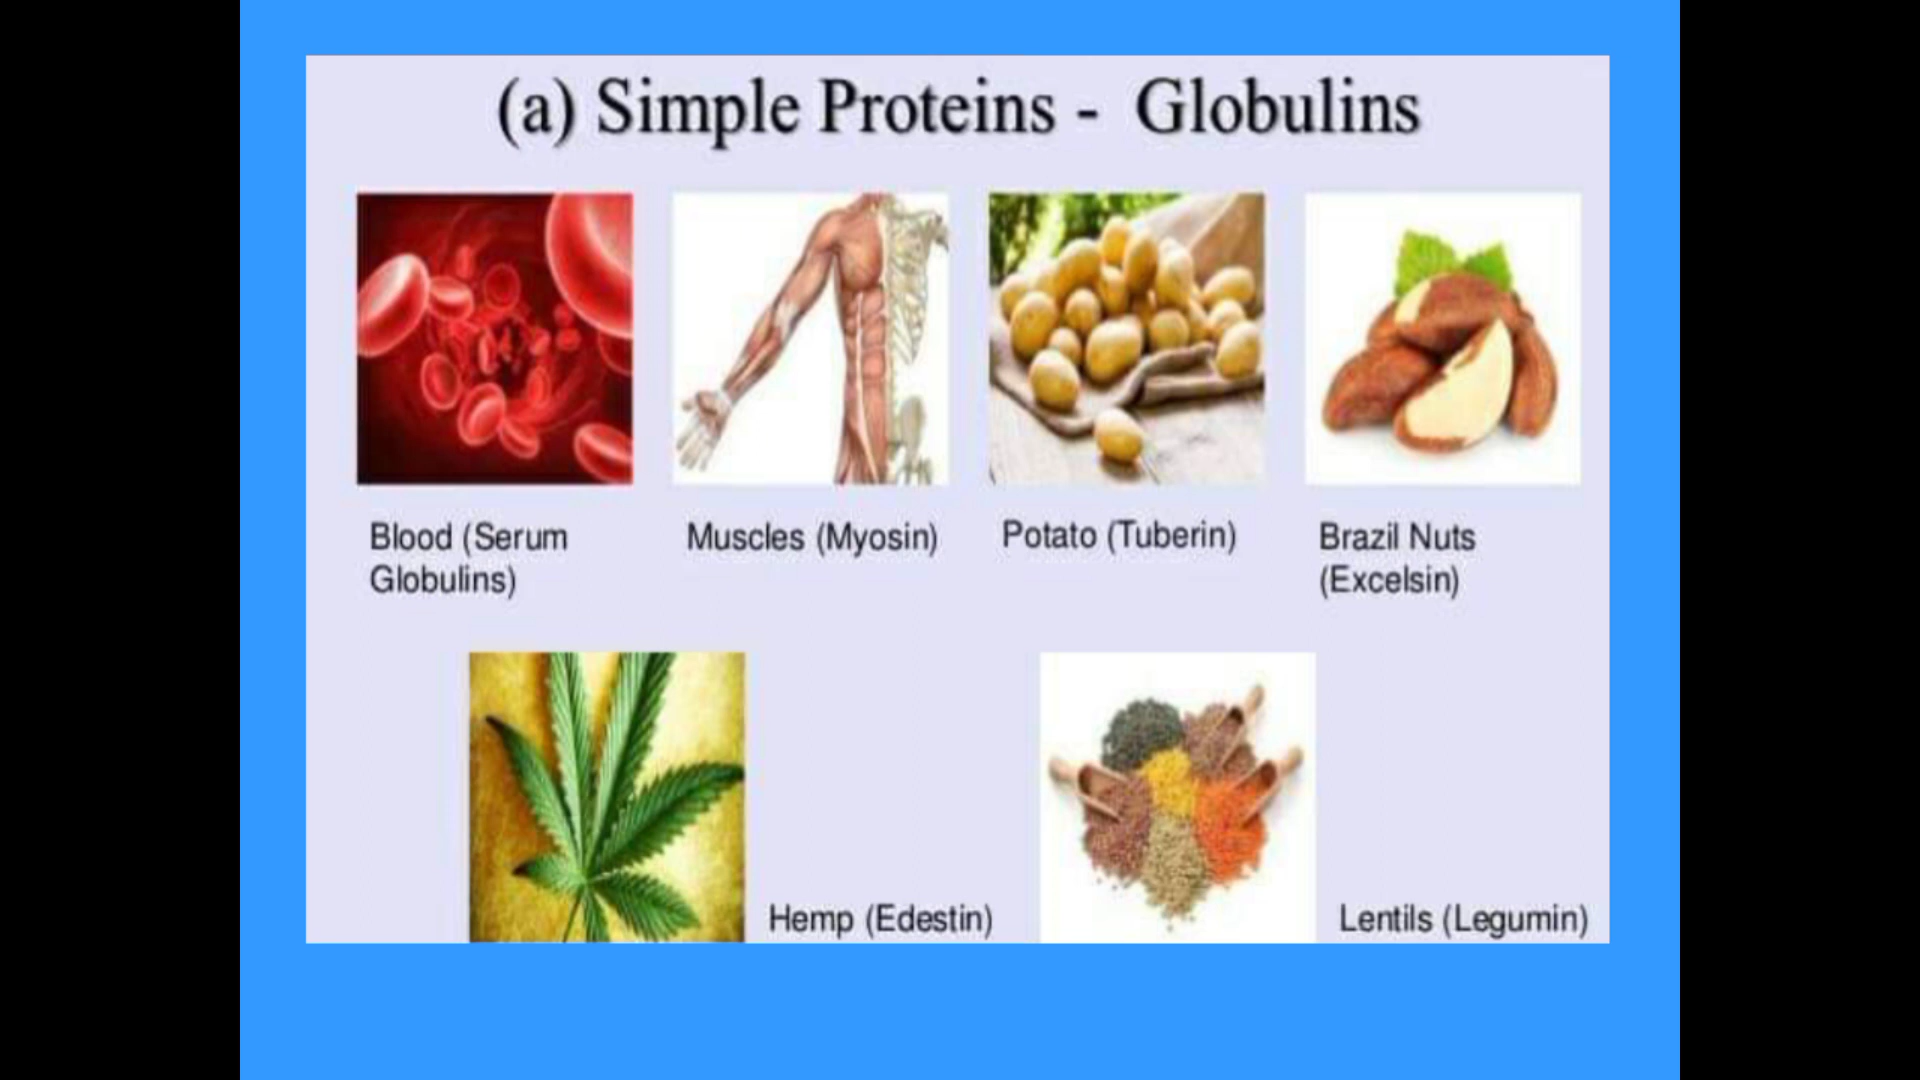 (a) Simple Proteins - Globulins
Blood (Serum
Globulins)
Muscles (Myosin)
Potato (Tuberin)
Brazil Nuts
(Excelsin)
Hemp (Edestin)
Lentils (Legumin)